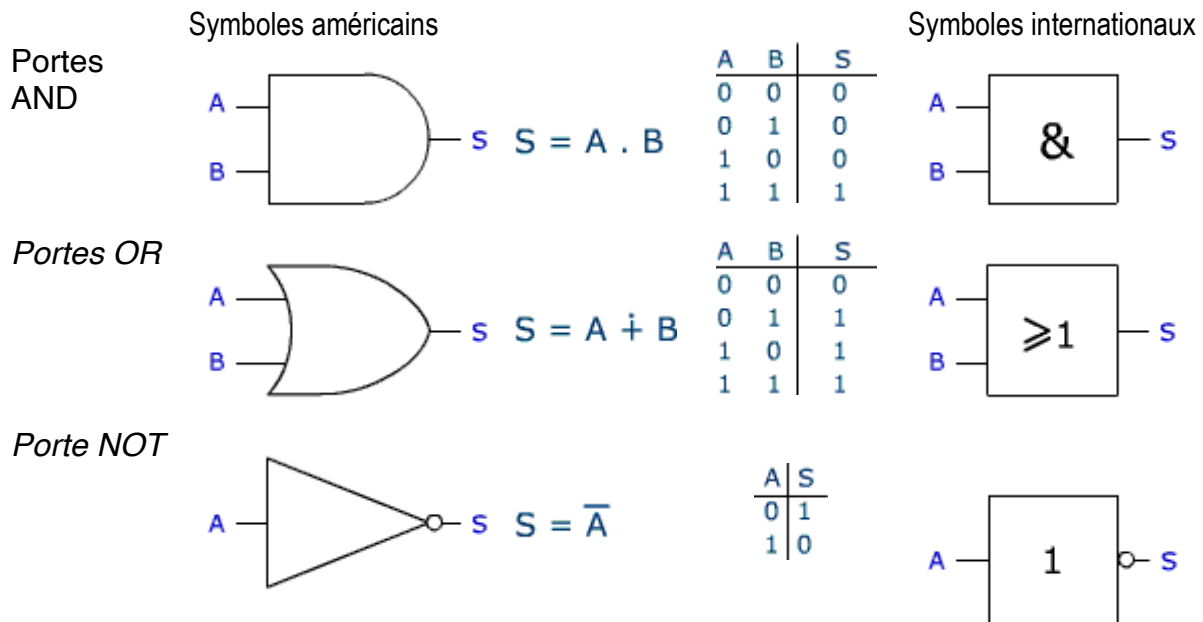 Symboles américains
Symboles internationaux
Portes
AND
A
B
S
S = A . B
A B S
0 0 0
0 1 0
1 0 0
1 1 1
A
B
&
S
Portes OR
A
B
S
S = A ∔ B
A B S
0 0 0
0 1 1
1 0 1
1 1 1
A
B
⩾1
S
Porte NOT
A
S
S = A̅
A S
0 1
1 0
A
1
S